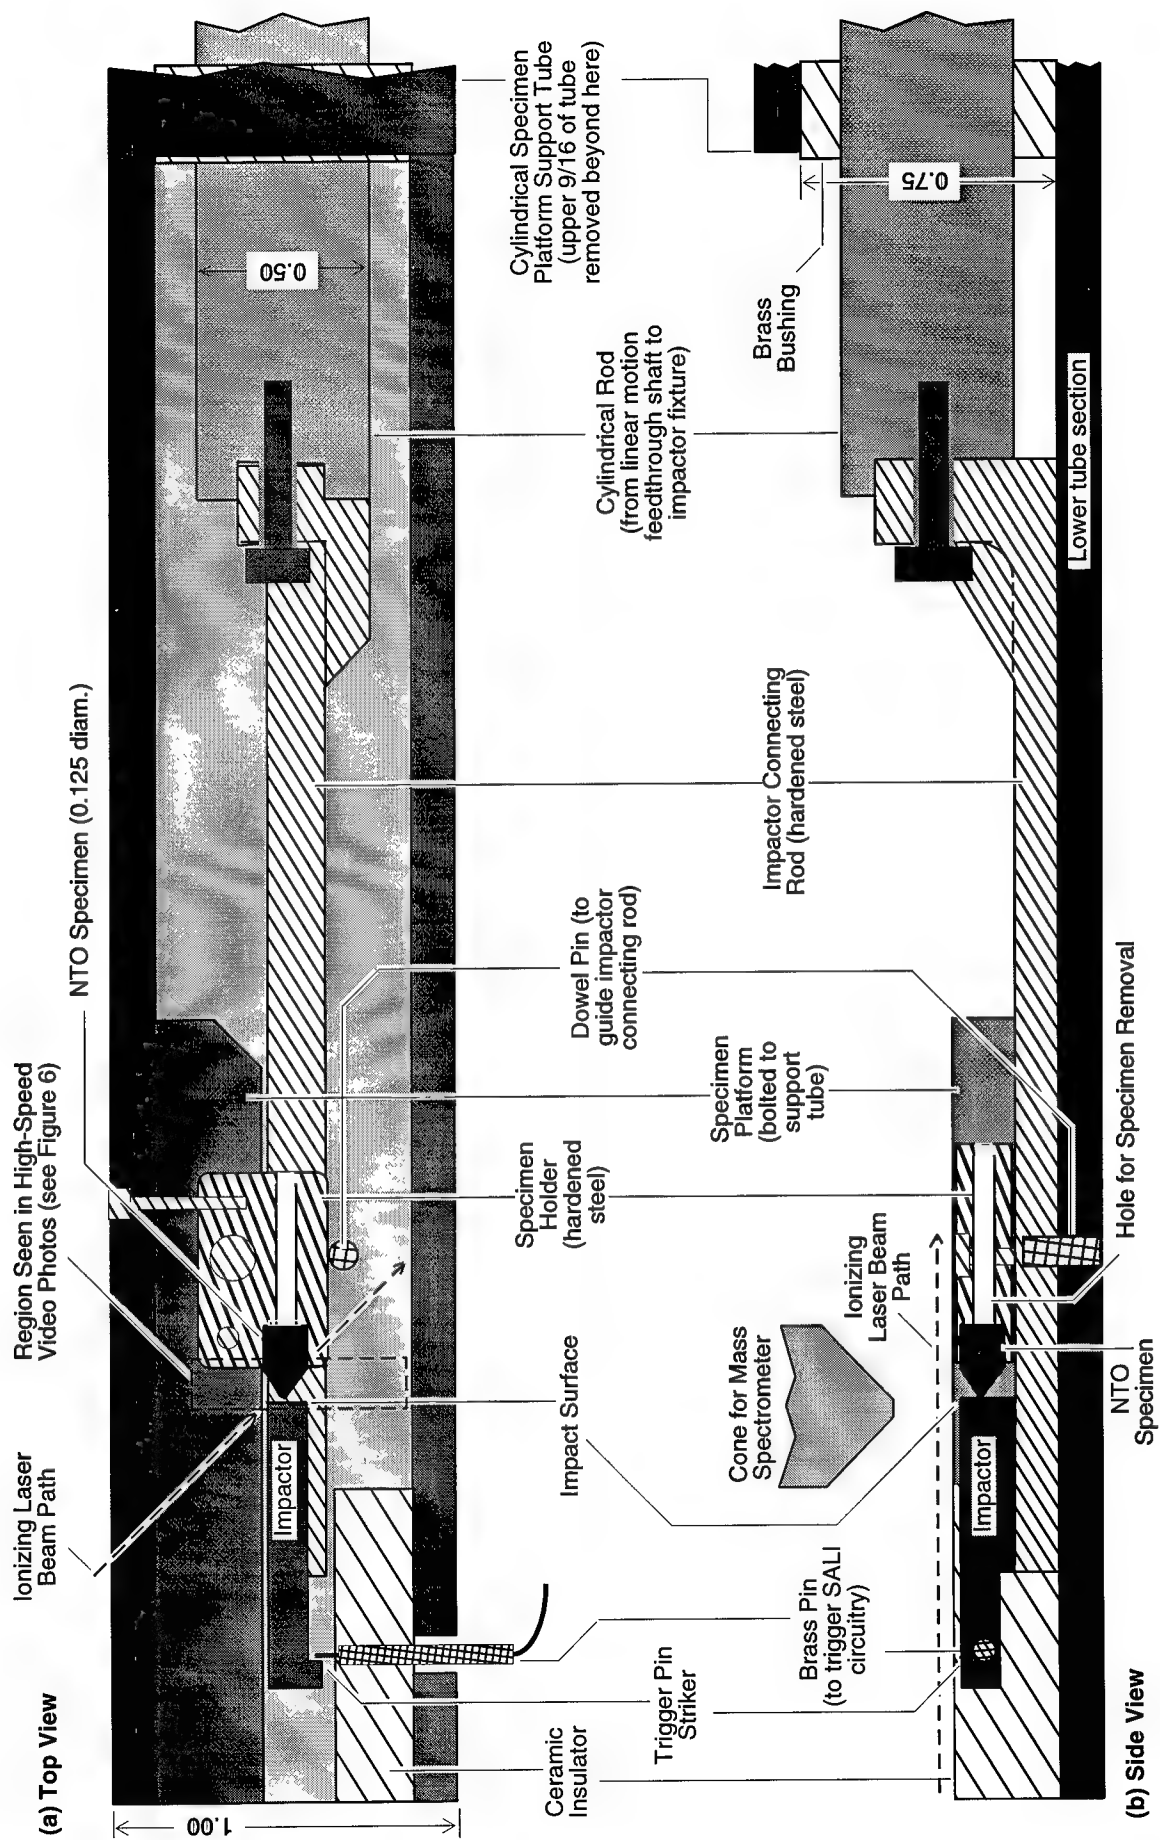 (a) Top View
1.00
Ionizing Laser
Beam Path
Region Seen in High-Speed
Video Photos (see Figure 6)
NTO Specimen (0.125 diam.)
Impactor
0.50
Ceramic
Insulator
Trigger Pin
Striker
Impact Surface
Specimen
Holder
(hardened
steel)
Dowel Pin (to
guide impactor
connecting rod)
Cylindrical Rod
(from linear motion
feedthrough shaft to
impactor fixture)
Cylindrical Specimen
Platform Support Tube
(upper 9/16 of tube
removed beyond here)
Brass Pin
(to trigger SALI
circuitry)
Cone for Mass
Spectrometer
Ionizing
Laser Beam
Path
Specimen
Platform
(bolted to
support
tube)
Impactor Connecting
Rod (hardened steel)
Brass
Bushing
0.75
Impactor
Lower tube section
(b) Side View
NTO
Specimen
Hole for Specimen Removal